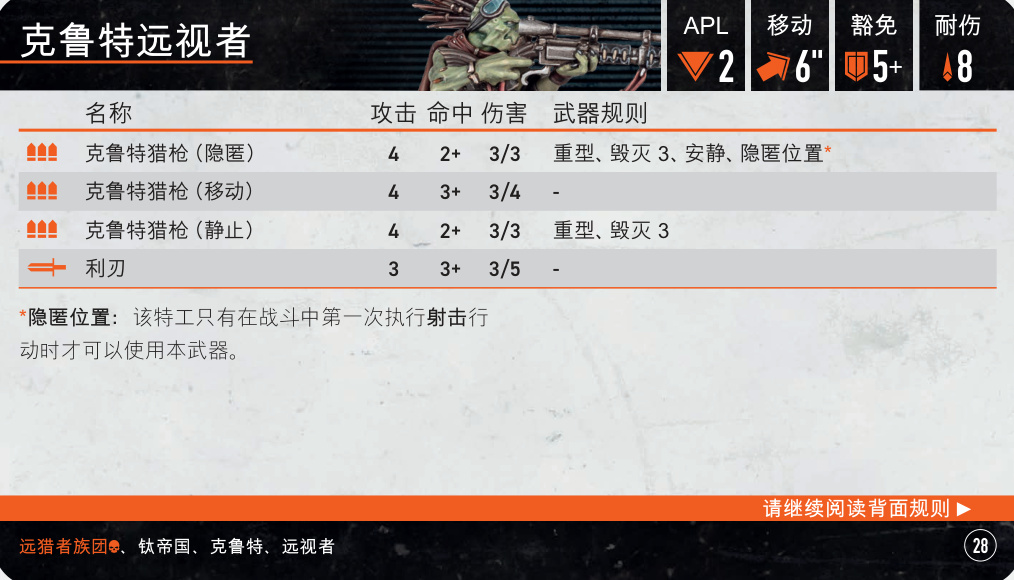 克鲁特远视者
APL 移动 豁免 耐伤
2 6" 5+ 8
名称 攻击 命中 伤害 武器规则
克鲁特猎枪（隐匿） 4 2+ 3/3 重型、毁灭 3、安静、隐匿位置*
克鲁特猎枪（移动） 4 3+ 3/4 -
克鲁特猎枪（静止） 4 2+ 3/3 重型、毁灭 3
利刃 3 3+ 3/5 -
*隐匿位置：该特工只有在战斗中第一次执行射击行
动时才可以使用本武器。
请继续阅读背面规则 ▶
远猎者族团、钛帝国、克鲁特、远视者
28